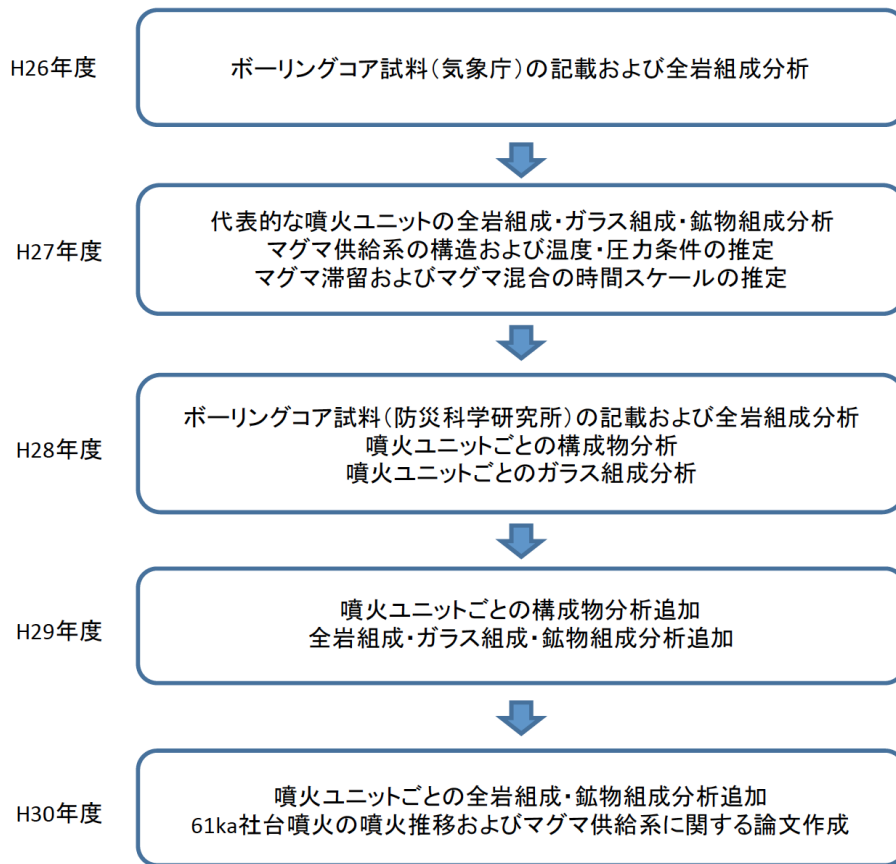 H26年度
ボーリングコア試料(気象庁)の記載および全岩組成分析
H27年度
代表的な噴火ユニットの全岩組成・ガラス組成・鉱物組成分析
マグマ供給系の構造および温度・圧力条件の推定
マグマ滞留およびマグマ混合の時間スケールの推定
H28年度
ボーリングコア試料(防災科学研究所)の記載および全岩組成分析
噴火ユニットごとの構成物分析
噴火ユニットごとのガラス組成分析
H29年度
噴火ユニットごとの構成物分析追加
全岩組成・ガラス組成・鉱物組成分析追加
H30年度
噴火ユニットごとの全岩組成・鉱物組成分析追加
61ka社台噴火の噴火推移およびマグマ供給系に関する論文作成